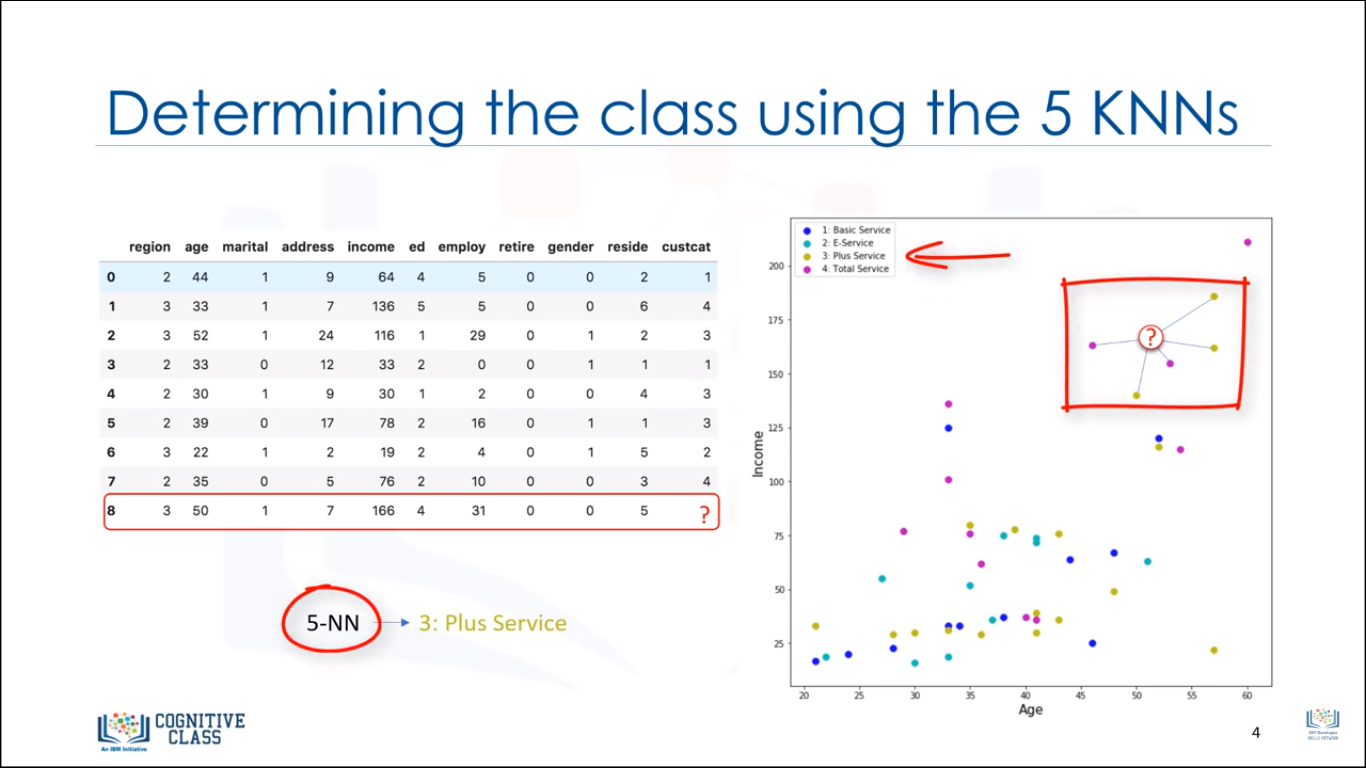 Determining the class using the 5 KNNs
region age marital address income ed employ retire gender reside custcat
0 2 44 1 9 64 4 5 0 0 2 1
1 3 33 1 7 136 5 5 0 0 6 4
2 3 52 1 24 116 1 29 0 1 2 3
3 2 33 0 12 33 2 0 0 1 1 1
4 2 30 1 9 30 1 2 0 0 4 3
5 2 39 0 17 78 2 16 0 1 1 3
6 3 22 1 2 19 2 4 0 1 5 2
7 2 35 0 5 76 2 10 0 0 3 4
8 3 50 1 7 166 4 31 0 0 5 ?
5-NN
3: Plus Service
1: Basic Service
2: E-Service
3: Plus Service
4: Total Service
?
Income
200
175
150
125
100
75
50
25
20 25 30 35 40 45 50 55 60
Age
COGNITIVE
CLASS
An IBM Initiative
4
IBM Developer
SKILLS NETWORK